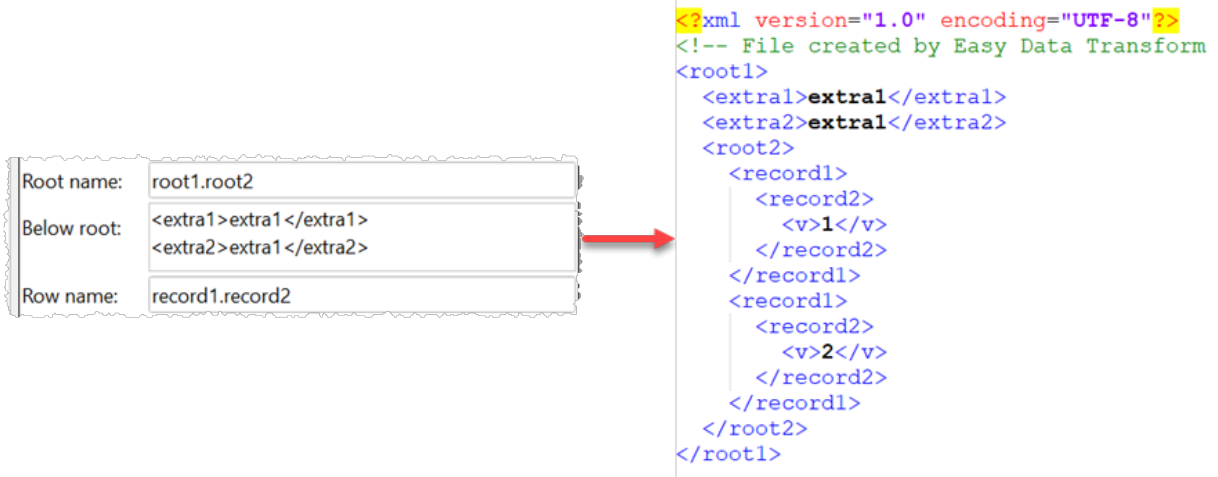 Root name: root1.root2
Below root: <extra1>extra1</extra1>
<extra2>extra1</extra2>
Row name: record1.record2
<?xml version="1.0" encoding="UTF-8"?>
<!-- File created by Easy Data Transform
<root1>
<extra1>extra1</extra1>
<extra2>extra1</extra2>
<root2>
<record1>
<record2>
<v>1</v>
</record2>
</record1>
<record1>
<record2>
<v>2</v>
</record2>
</record1>
</root2>
</root1>